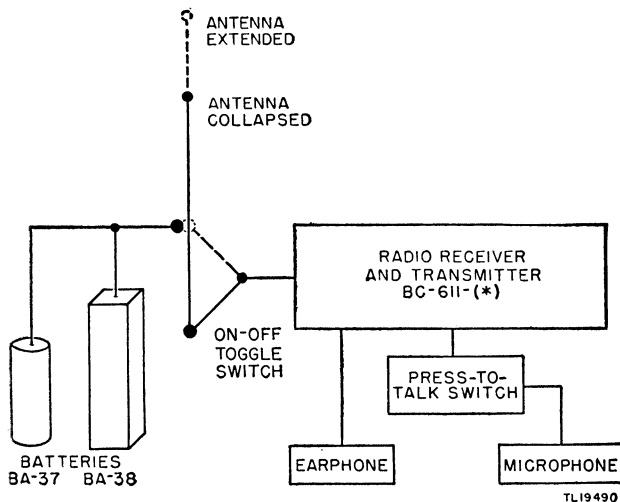 ANTENNA
EXTENDED
ANTENNA
COLLAPSED
RADIO RECEIVER
AND TRANSMITTER
BC-611-(*)
ON-OFF
TOGGLE
SWITCH
PRESS-TO-
TALK SWITCH
BATTERIES
BA-37 BA-38
EARPHONE
MICROPHONE
TL19490